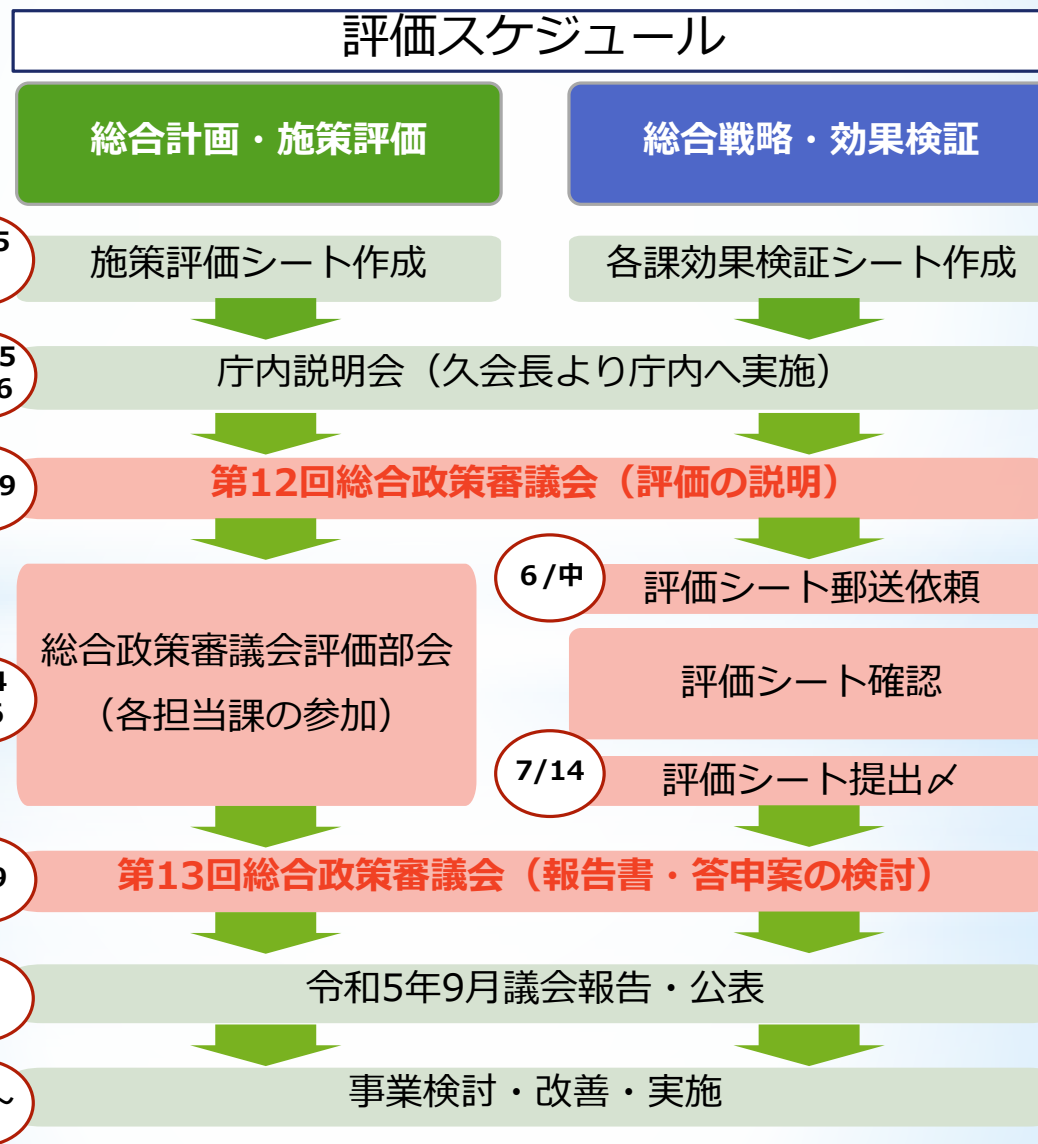 評価スケジュール
総合計画・施策評価
総合戦略・効果検証
5
施策評価シート作成
各課効果検証シート作成
5
6
庁内説明会（久会長より庁内へ実施）
9
第12回総合政策審議会（評価の説明）
6/中
評価シート郵送依頼
総合政策審議会評価部会
（各担当課の参加）
評価シート確認
7/14
評価シート提出〆
9
第13回総合政策審議会（報告書・答申案の検討）
令和5年9月議会報告・公表
～
事業検討・改善・実施